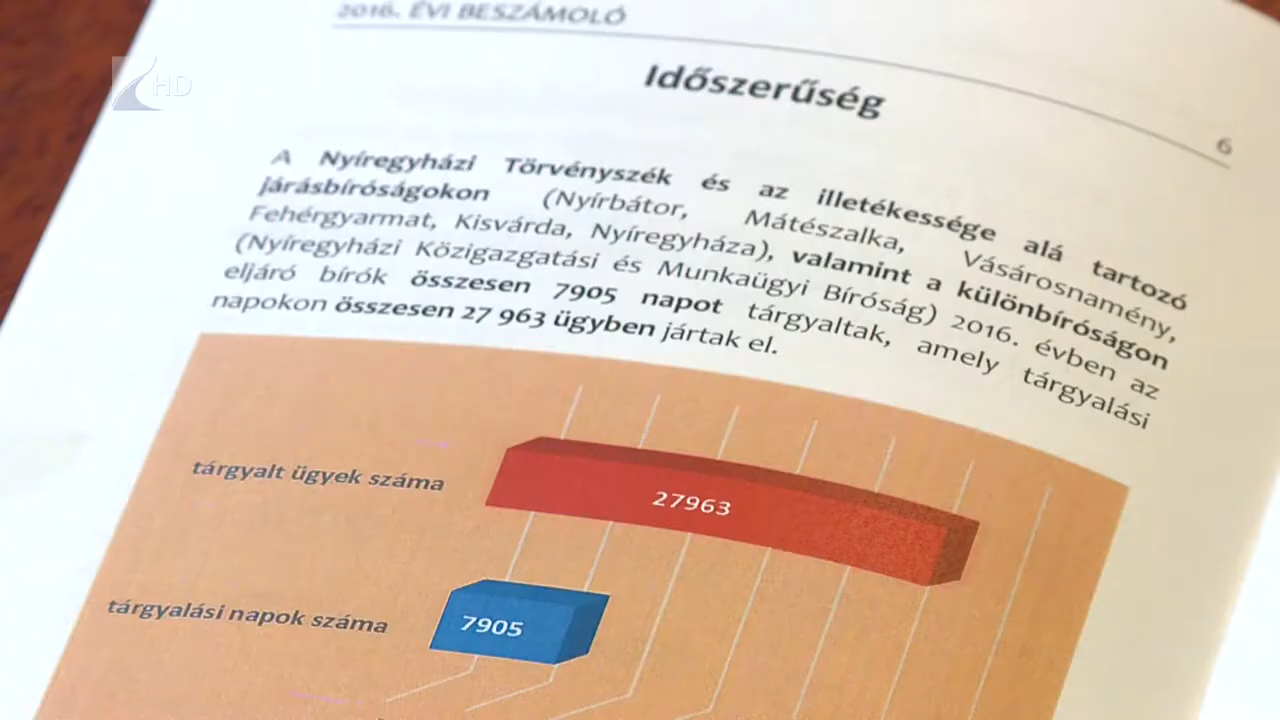 2016. ÉVI BESZÁMOLÓ
HD
Időszerűség
6
A Nyíregyházi Törvényszék és az illetékessége alá tartozó
járásbíróságokon (Nyírbátor, Mátészalka, Vásárosnamény,
Fehérgyarmat, Kisvárda, Nyíregyháza), valamint a különbíróságon
(Nyíregyházi Közigazgatási és Munkaügyi Bíróság) 2016. évben az
eljáró bírók összesen 7905 napot tárgyaltak, amely tárgyalási
napokon összesen 27 963 ügyben jártak el.
tárgyalt ügyek száma
27963
tárgyalási napok száma
7905